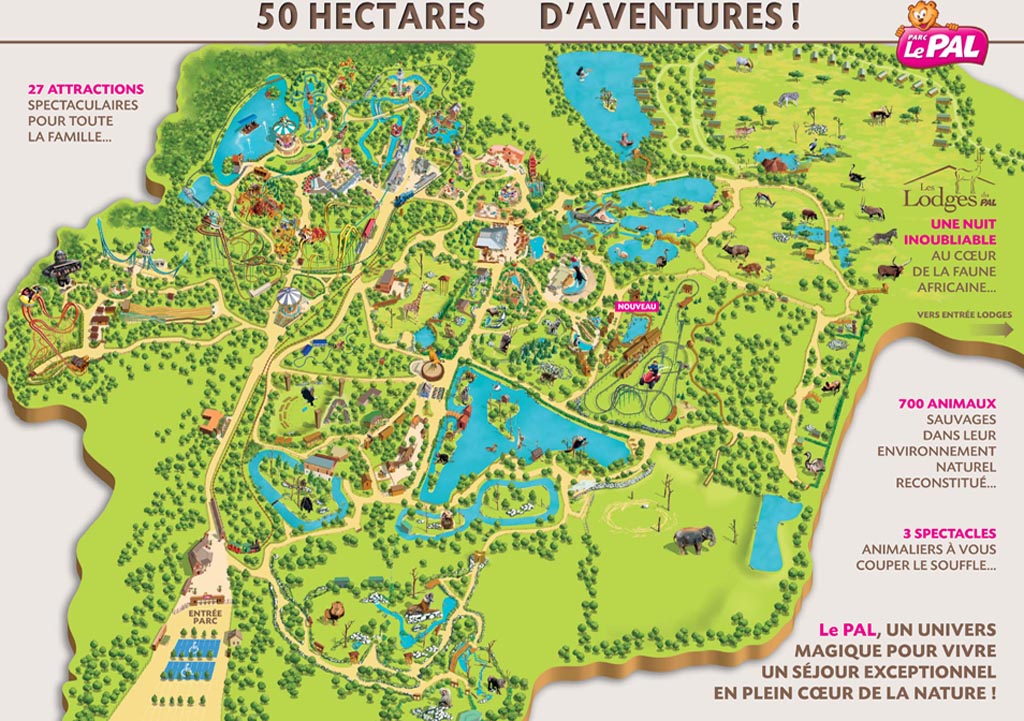 50 HECTARES D'AVENTURES !
PARC
Le PAL
27 ATTRACTIONS
SPECTACULAIRES
POUR TOUTE
LA FAMILLE...
Les
Lodges du
PAL
UNE NUIT
INOUBLIABLE
AU CŒUR
DE LA FAUNE
AFRICAINE...
NOUVEAU
VERS ENTRÉE LODGES
700 ANIMAUX
SAUVAGES
DANS LEUR
ENVIRONNEMENT
NATUREL
RECONSTITUÉ...
3 SPECTACLES
ANIMALIERS À VOUS
COUPER LE SOUFFLE...
ENTRÉE
PARC
Le PAL, UN UNIVERS
MAGIQUE POUR VIVRE
UN SÉJOUR EXCEPTIONNEL
EN PLEIN CŒUR DE LA NATURE !